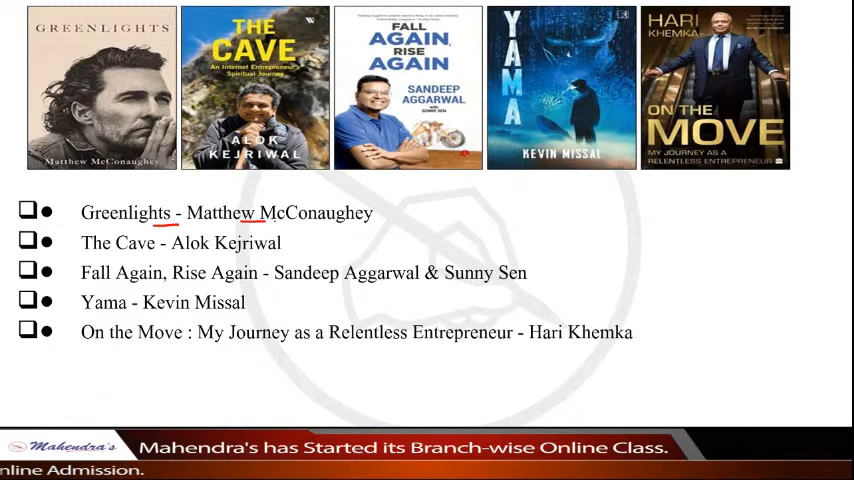 GREENLIGHTS
Matthew McConaughey
THE
CAVE
An Internet Entrepreneur's
Spiritual Journey
ALOK
KEJRIWAL
FALL
AGAIN,
RISE
AGAIN
SANDEEP
AGGARWAL
with
SUNNY SEN
YAMA
KEVIN MISSAL
HARI
KHEMKA
ON THE
MOVE
MY JOURNEY AS A
RELENTLESS ENTREPRENEUR
● Greenlights - Matthew McConaughey
● The Cave - Alok Kejriwal
● Fall Again, Rise Again - Sandeep Aggarwal & Sunny Sen
● Yama - Kevin Missal
● On the Move : My Journey as a Relentless Entrepreneur - Hari Khemka
Mahendra's
Mahendra's has Started its Branch-wise Online Class.
nline Admission.